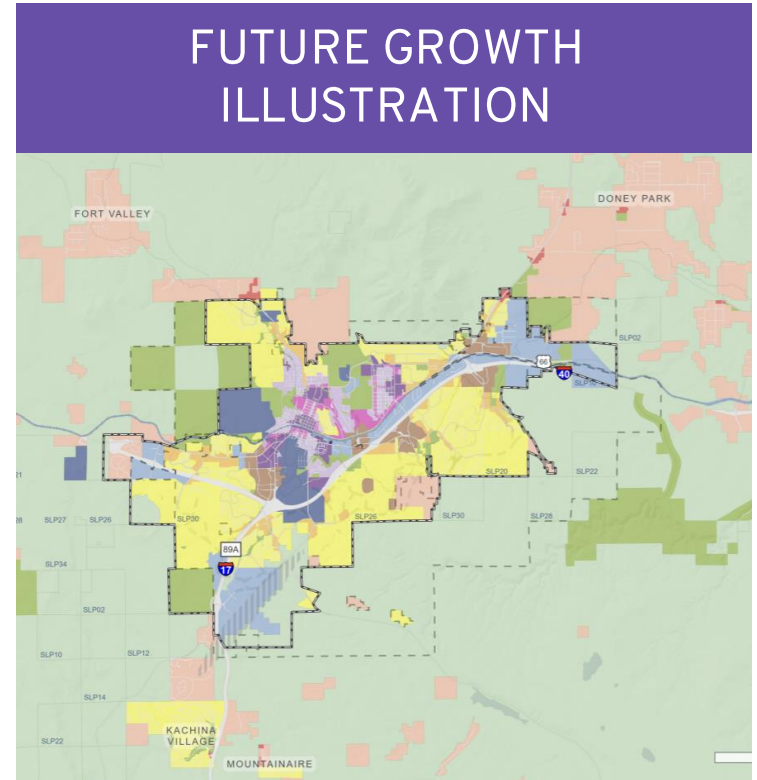 FUTURE GROWTH
ILLUSTRATION
DONEY PARK
FORT VALLEY
SLP02
66
40
SLP20
SLP22
21
SLP27
SLP26
SLP30
SLP26
SLP30
SLP28
89A
17
SLP34
SLP02
SLP10
SLP12
SLP14
KACHINA
VILLAGE
SLP22
MOUNTAINAIRE